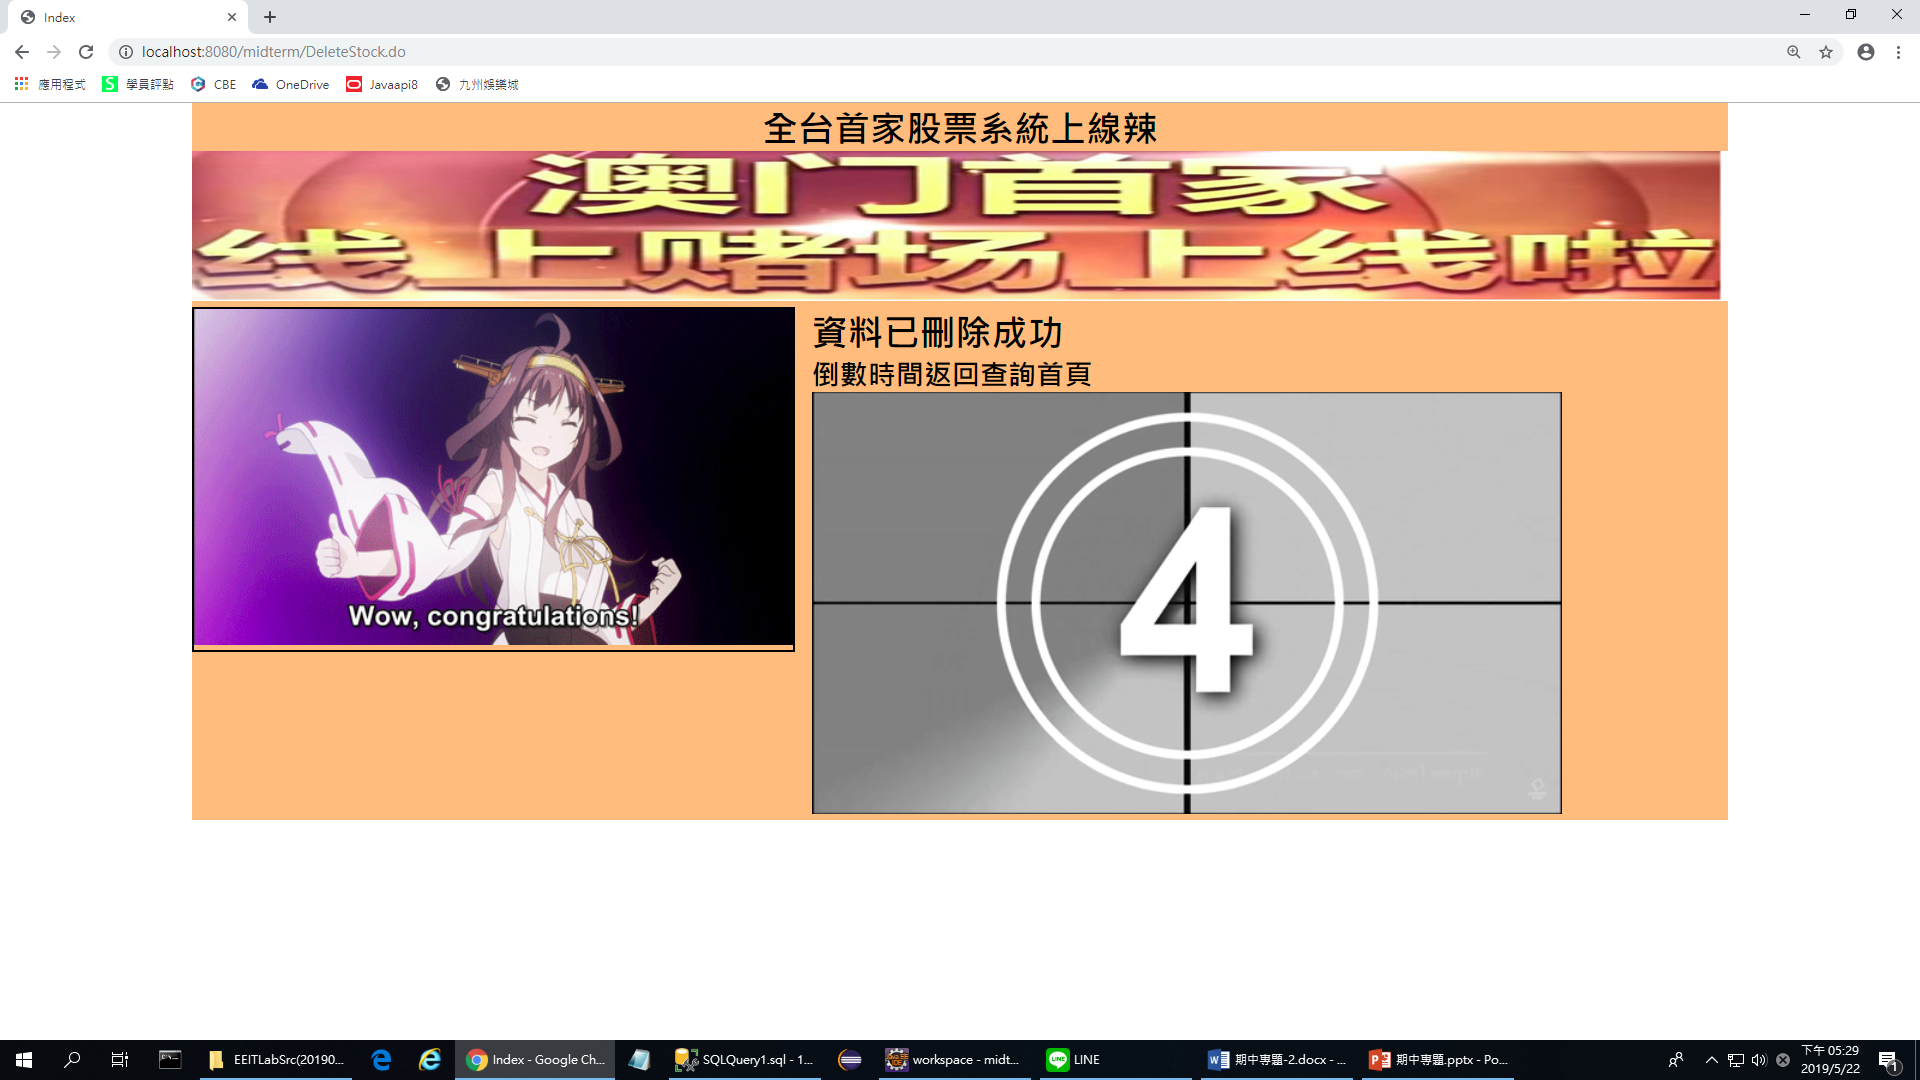 Index
localhost:8080/midterm/DeleteStock.do
應用程式
學員評點
CBE
OneDrive
Javaapi8
九州娛樂城
全台首家股票系統上線辣
澳门首家
线上赌场上线啦
Wow, congratulations!
資料已刪除成功
倒數時間返回查詢首頁
4
EEITLabSrc(20190...
Index - Google Ch...
SQLQuery1.sql - 1...
workspace - midt...
LINE
期中專題-2.docx - ...
期中專題.pptx - Po...
下午 05:29
2019/5/22
1